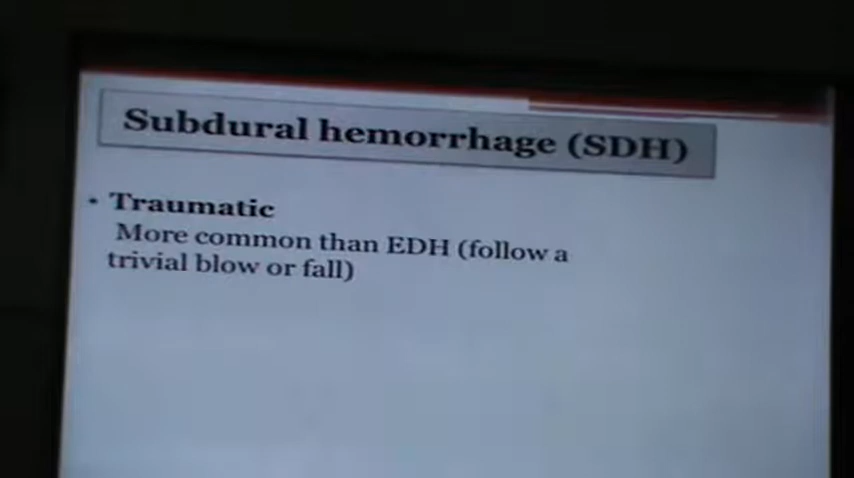 Subdural hemorrhage (SDH)
• Traumatic
More common than EDH (follow a
trivial blow or fall)